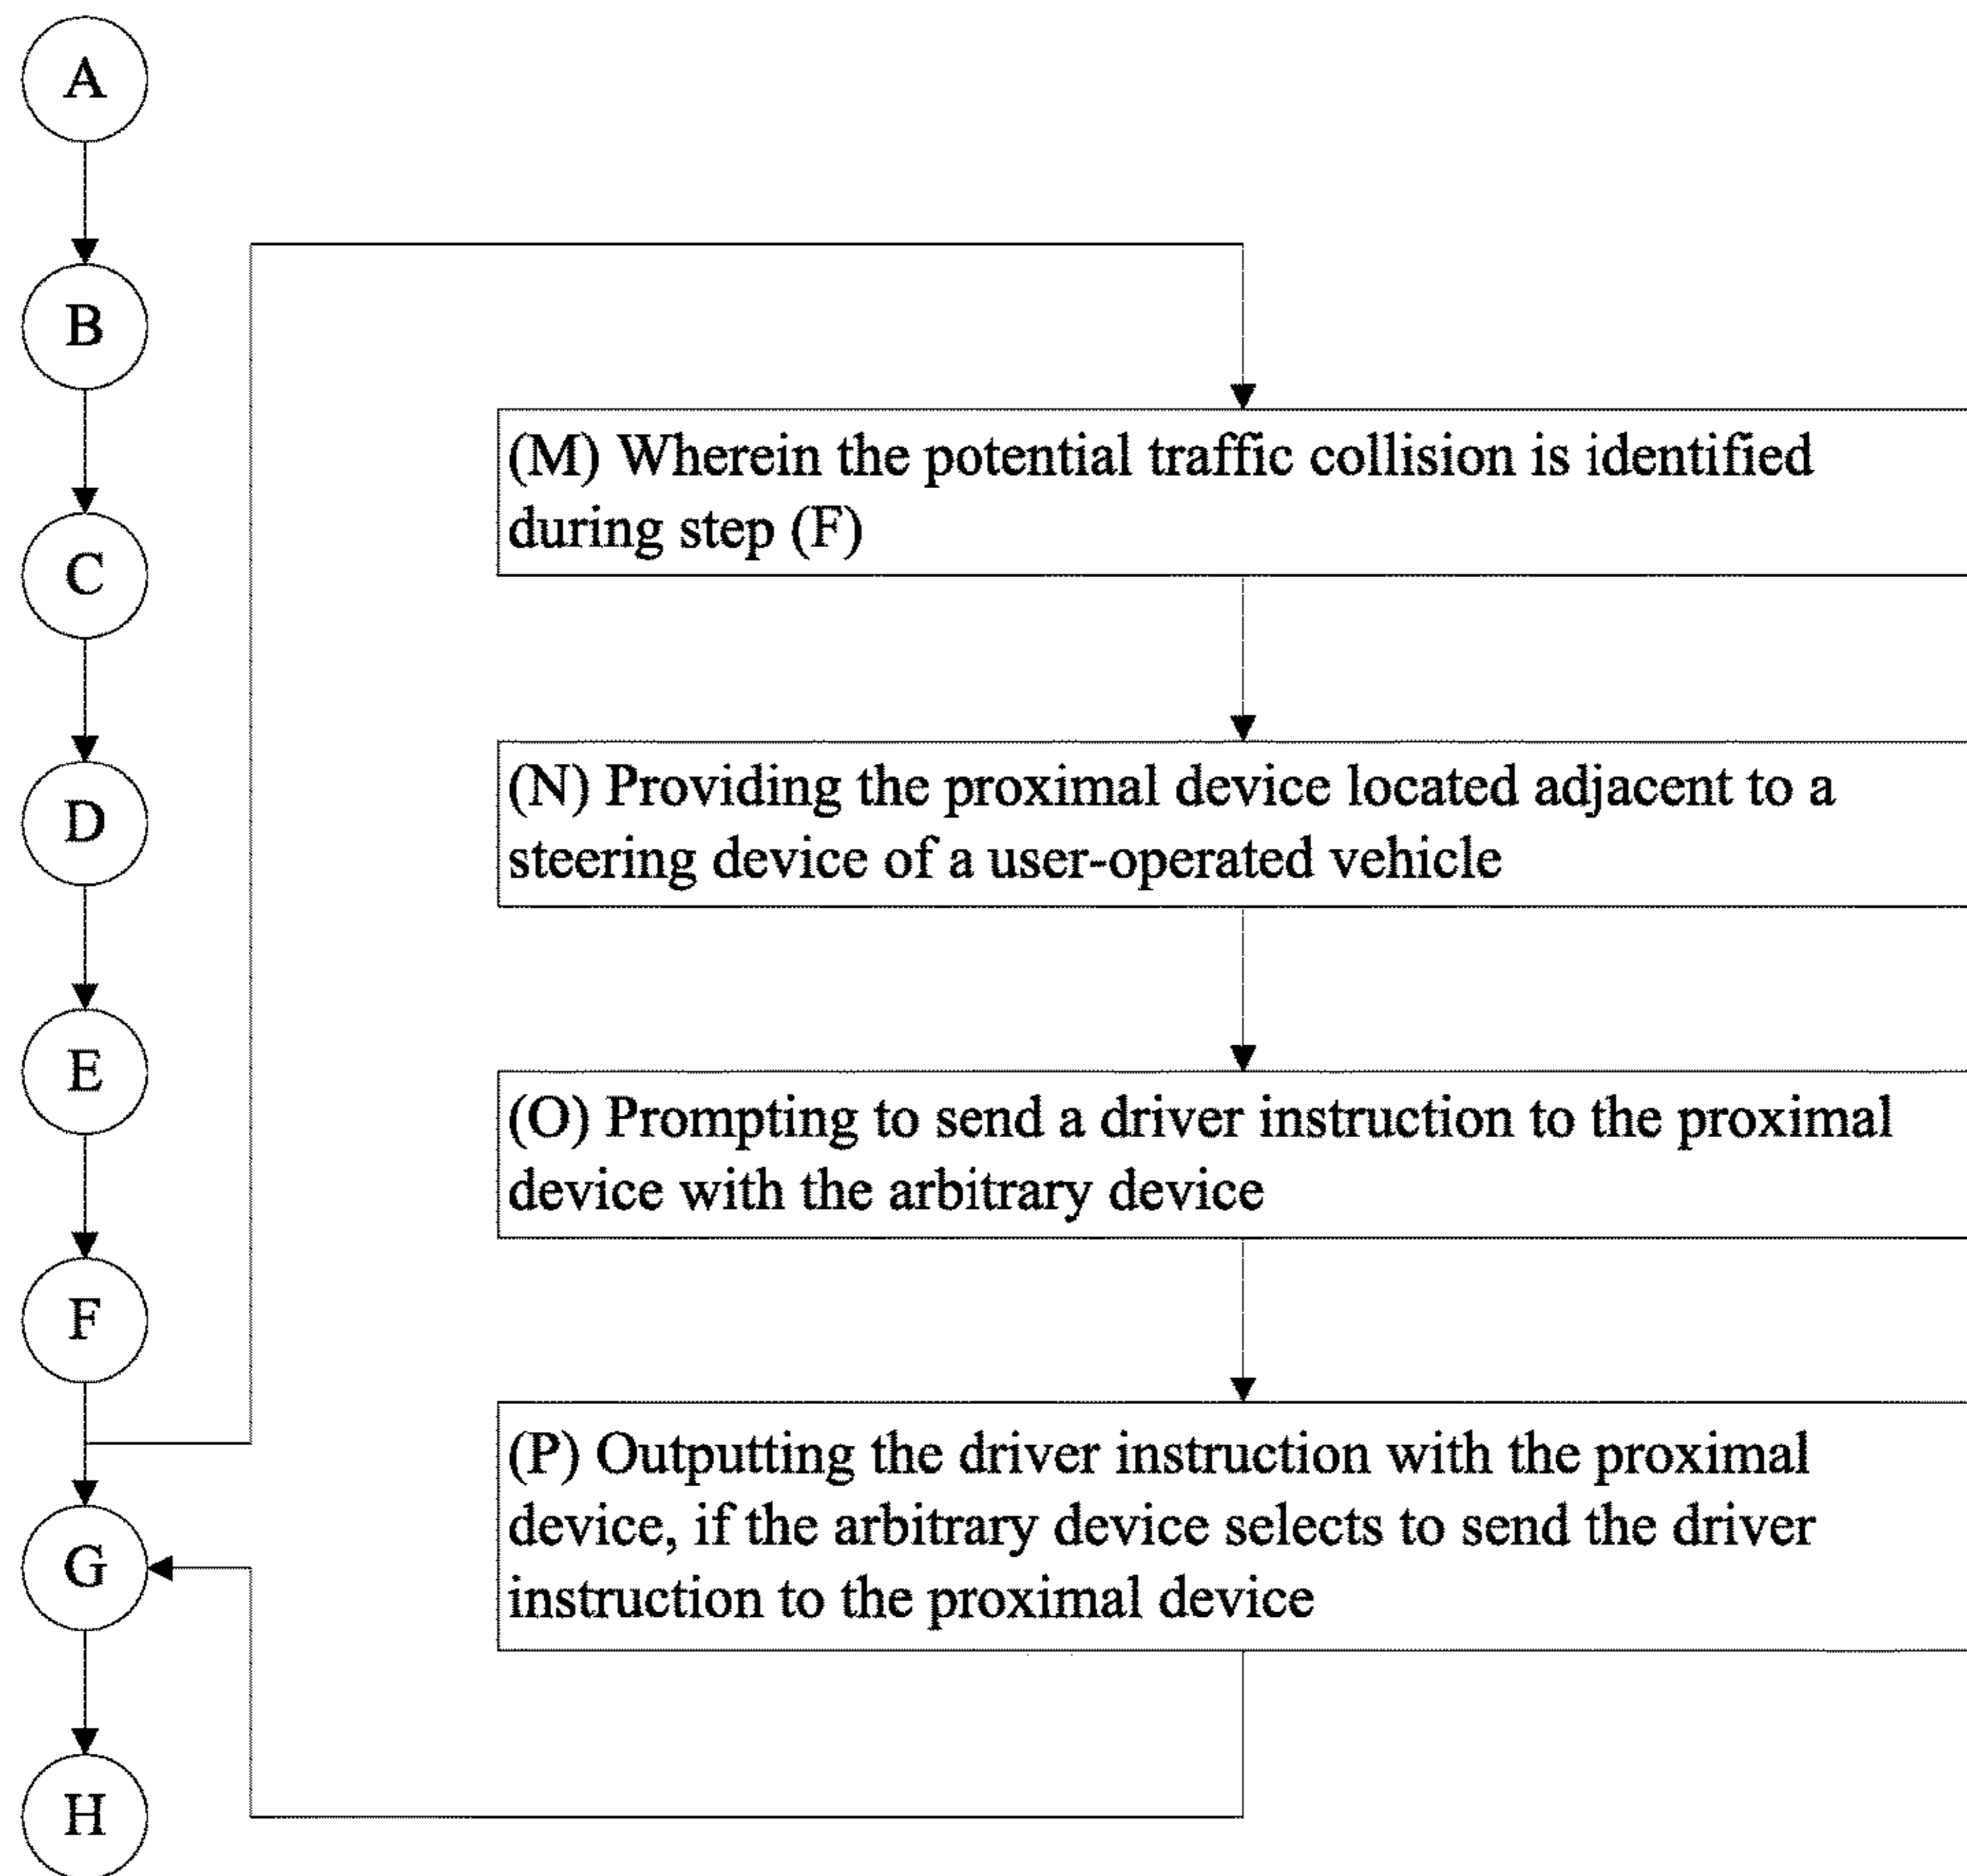 A
B
C
D
E
F
G
H
(M) Wherein the potential traffic collision is identified
during step (F)
(N) Providing the proximal device located adjacent to a
steering device of a user-operated vehicle
(O) Prompting to send a driver instruction to the proximal
device with the arbitrary device
(P) Outputting the driver instruction with the proximal
device, if the arbitrary device selects to send the driver
instruction to the proximal device